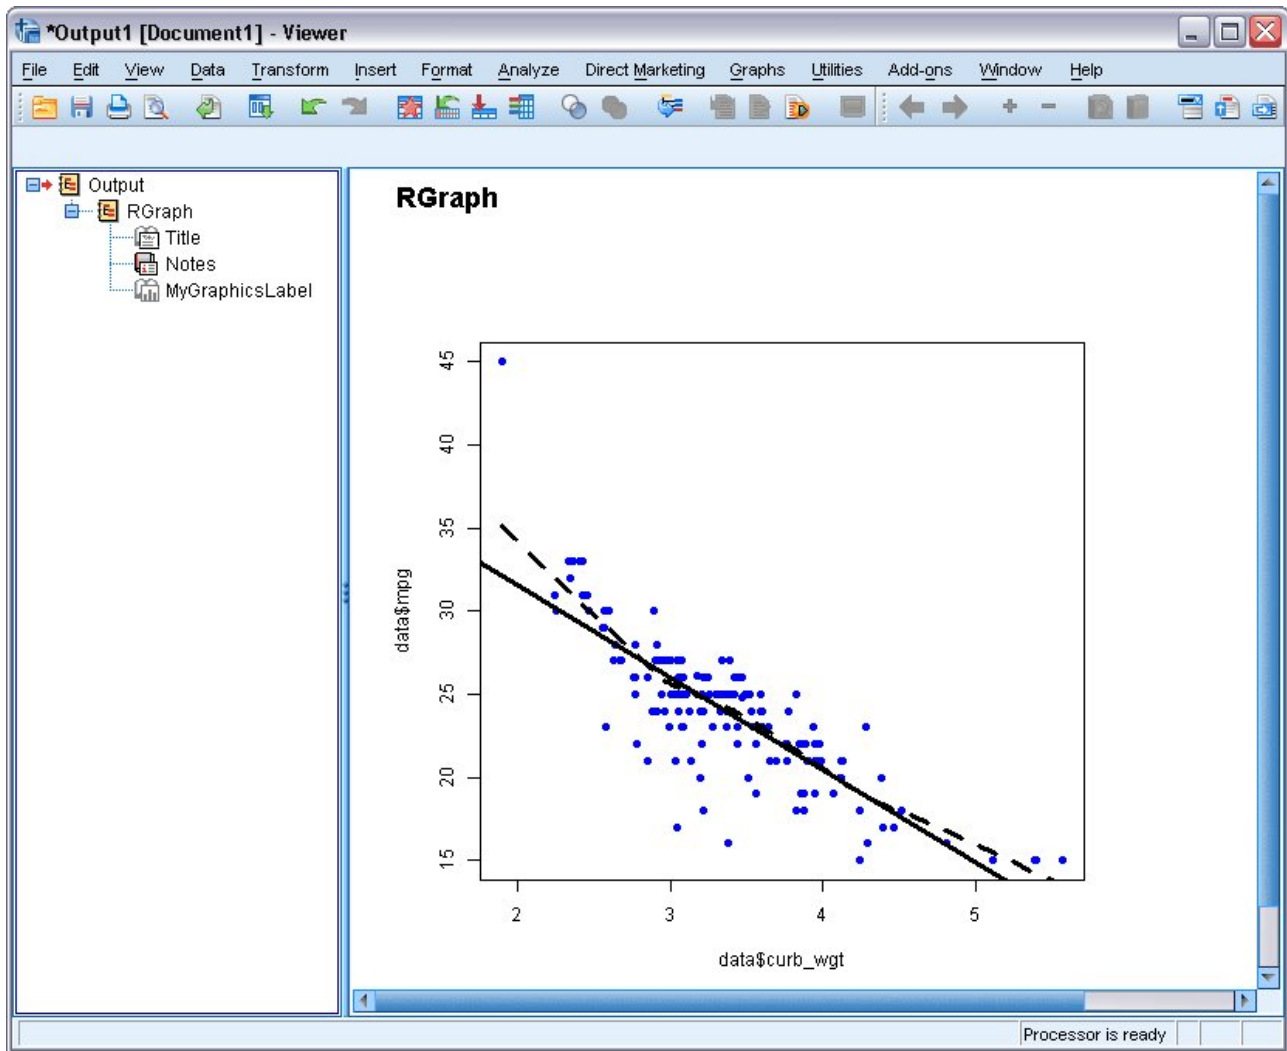 *Output1 [Document1] - Viewer
File Edit View Data Transform Insert Format Analyze Direct Marketing Graphs Utilities Add-ons Window Help
Output
RGraph
Title
Notes
MyGraphicsLabel
RGraph
45
40
35
30
25
20
15
data$mpg
2 3 4 5
data$curb_wgt
Processor is ready